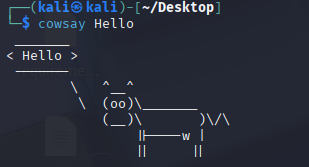 ┌──(kali㉿kali)-[~/Desktop]
└─$ cowsay Hello
 _______
< Hello >
 -------
        \   ^__^
         \  (oo)\_______
            (__)\       )\/\
                ||----w |
                ||     ||